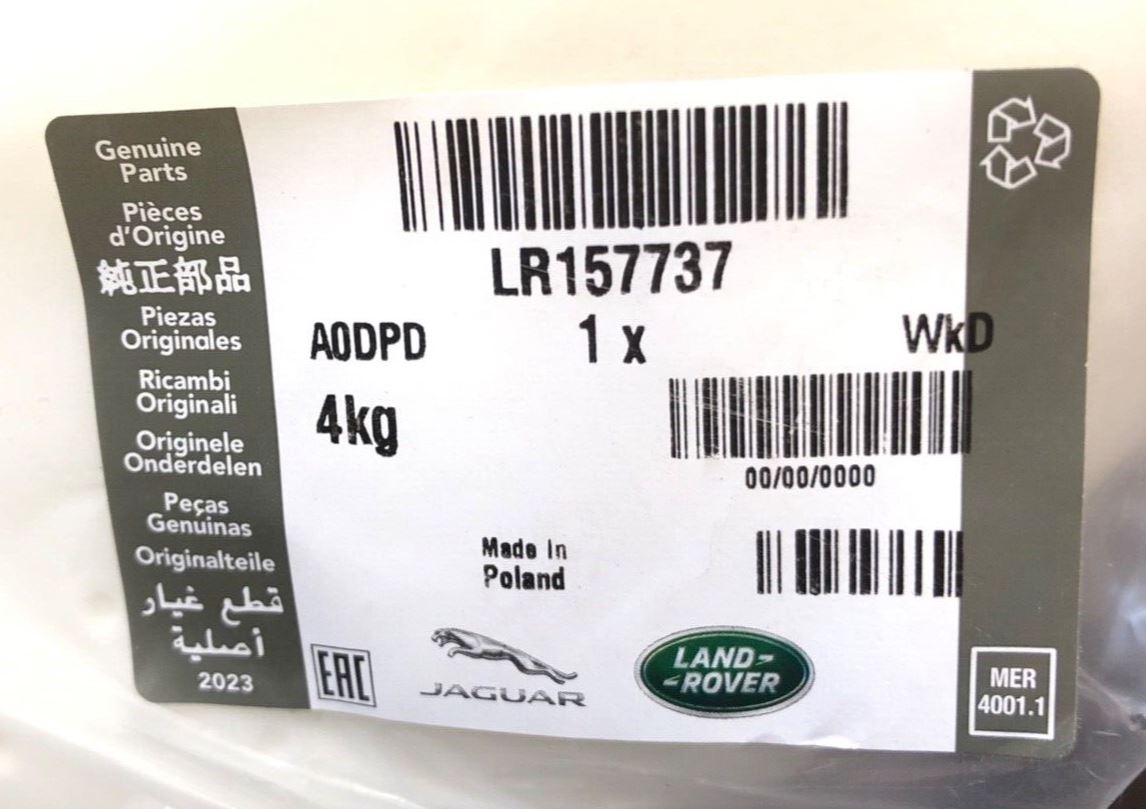 Genuine
Parts
Pièces
d'Origine
純正部品
Piezas
Originales
Ricambi
Originali
Originele
Onderdelen
Peças
Genuinas
Originalteile
قطع غيار
أصلية
2023
LR157737
A0DPD 1 x WkD
4kg
00/00/0000
Made In
Poland
EAC
JAGUAR
LAND-
-ROVER
MER
4001.1